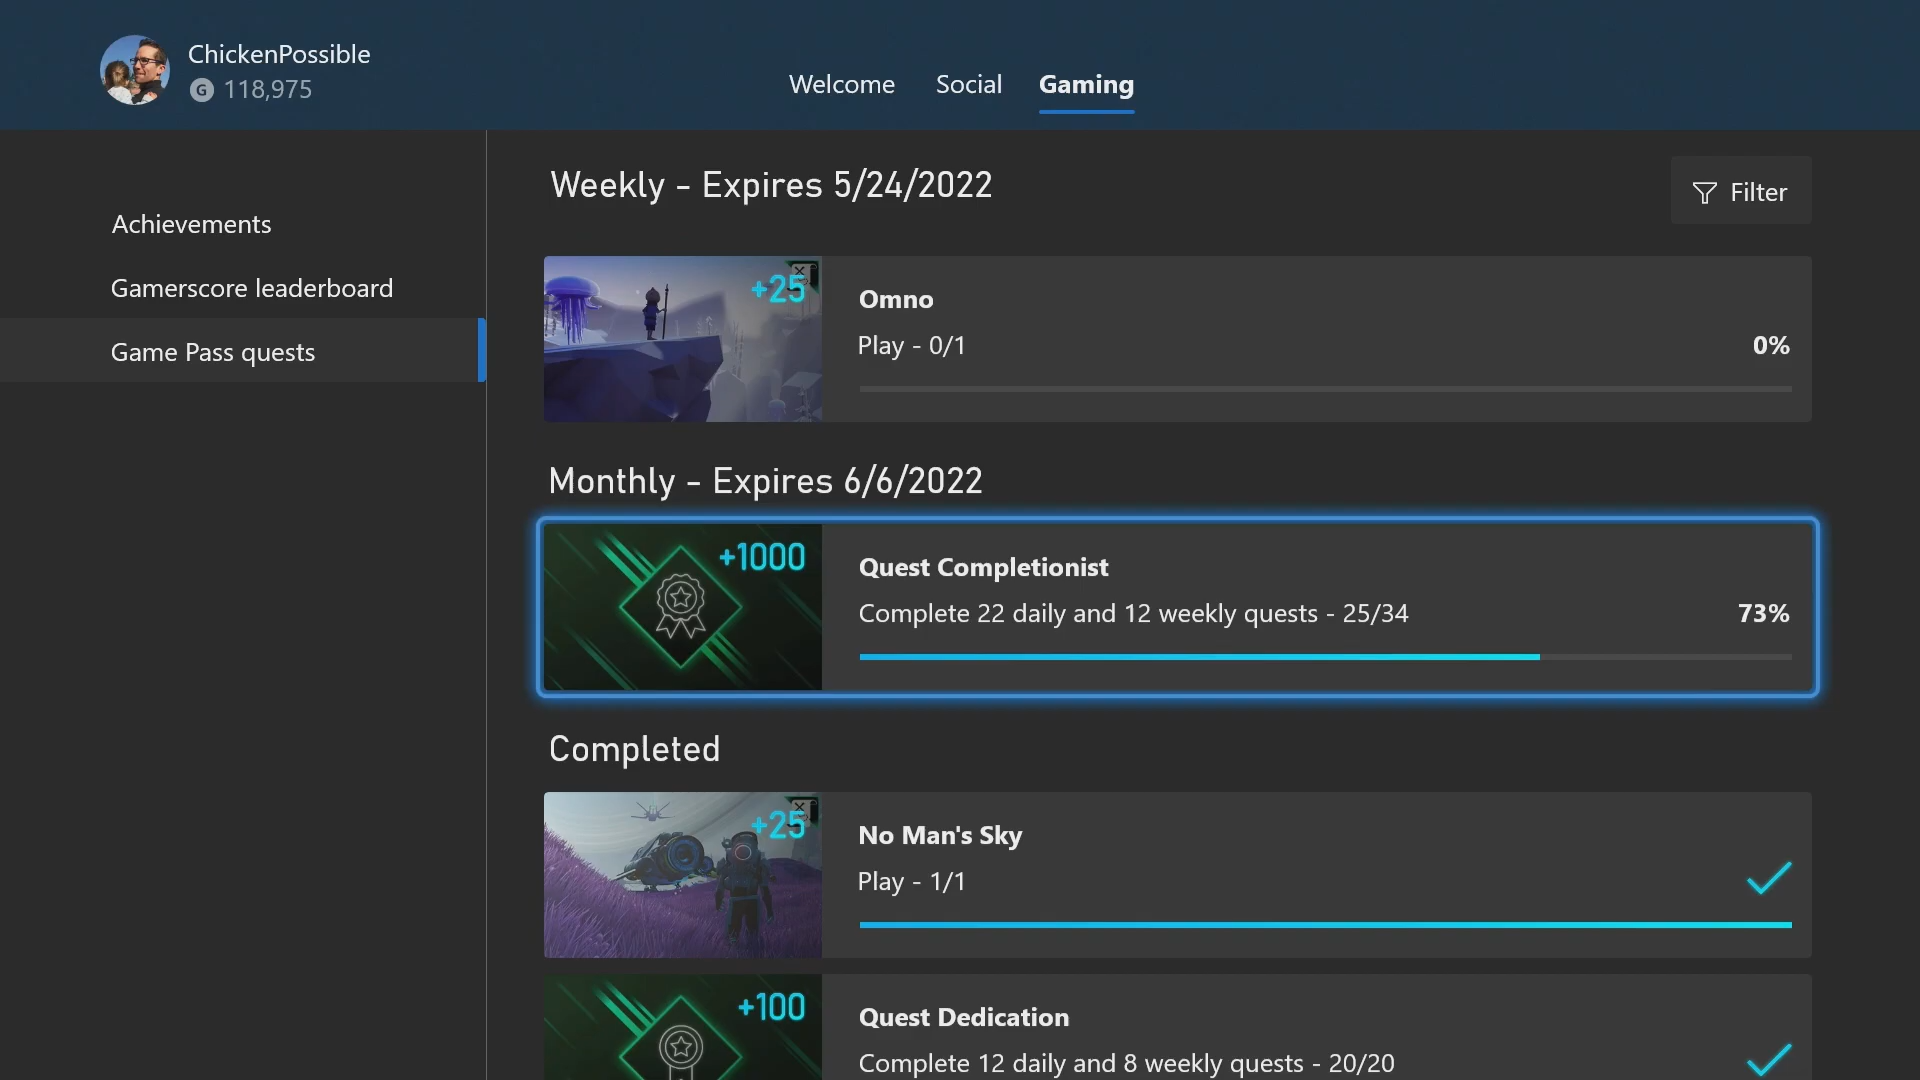 ChickenPossible
G 118,975
Welcome
Social
Gaming
Achievements
Gamerscore leaderboard
Game Pass quests
Weekly - Expires 5/24/2022
Filter
+25
Omno
Play - 0/1
0%
Monthly - Expires 6/6/2022
+1000
Quest Completionist
Complete 22 daily and 12 weekly quests - 25/34
73%
Completed
+25
No Man's Sky
Play - 1/1
+100
Quest Dedication
Complete 12 daily and 8 weekly quests - 20/20